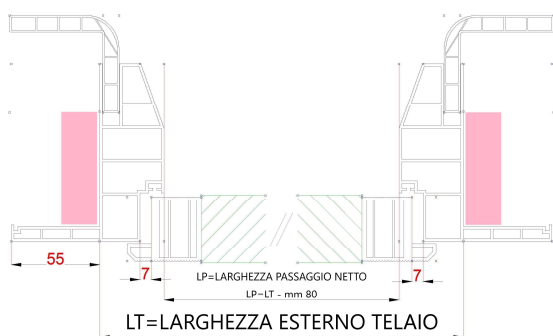 55
7
LP=LARGHEZZA PASSAGGIO NETTO
7
LP=LT - mm 80
LT=LARGHEZZA ESTERNO TELAIO